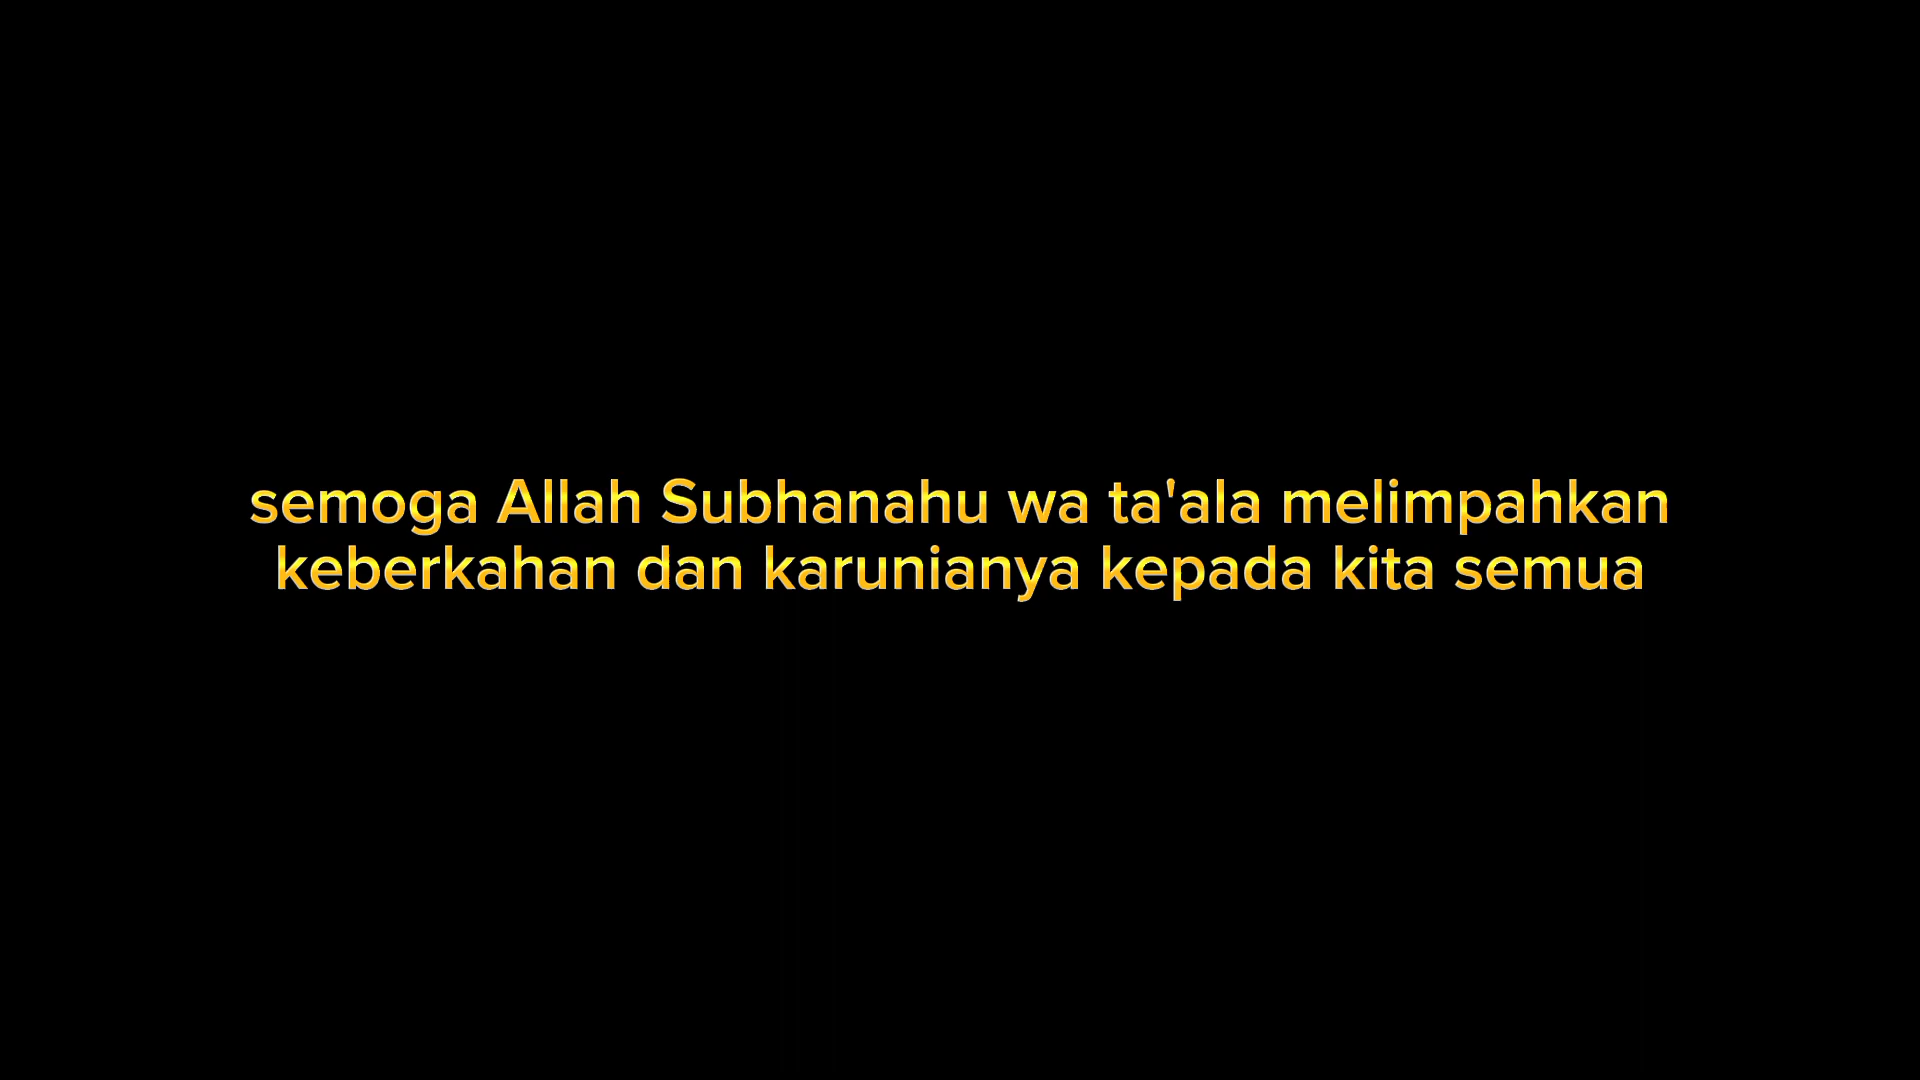 semoga Allah Subhanahu wa ta'ala melimpahkan
keberkahan dan karunianya kepada kita semua